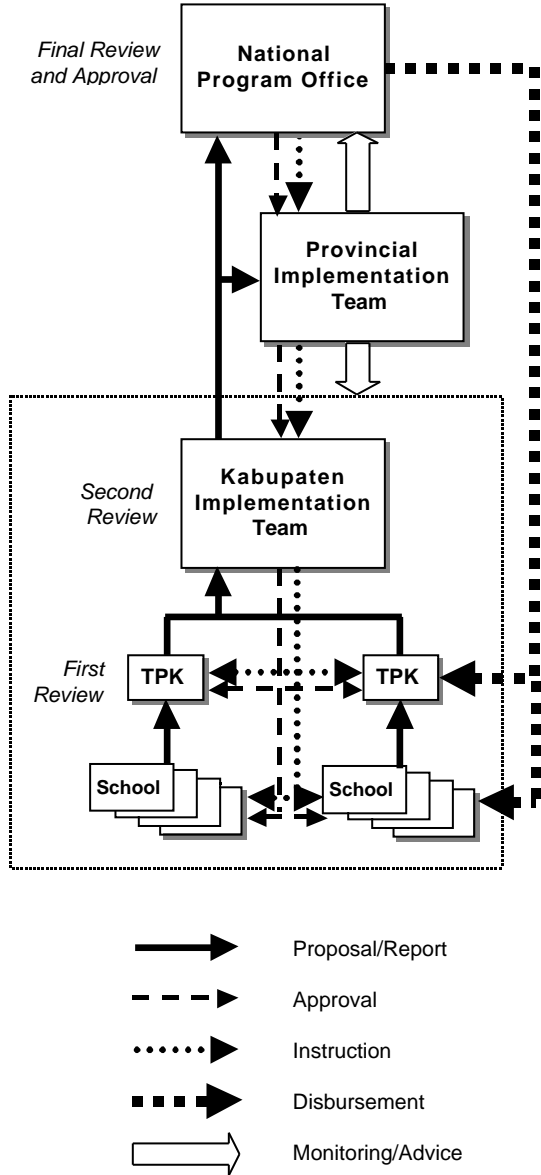 Final Review
and Approval
National
Program Office
Provincial
Implementation
Team
Second
Review
Kabupaten
Implementation
Team
First
Review
TPK
TPK
School
School
Proposal/Report
Approval
Instruction
Disbursement
Monitoring/Advice